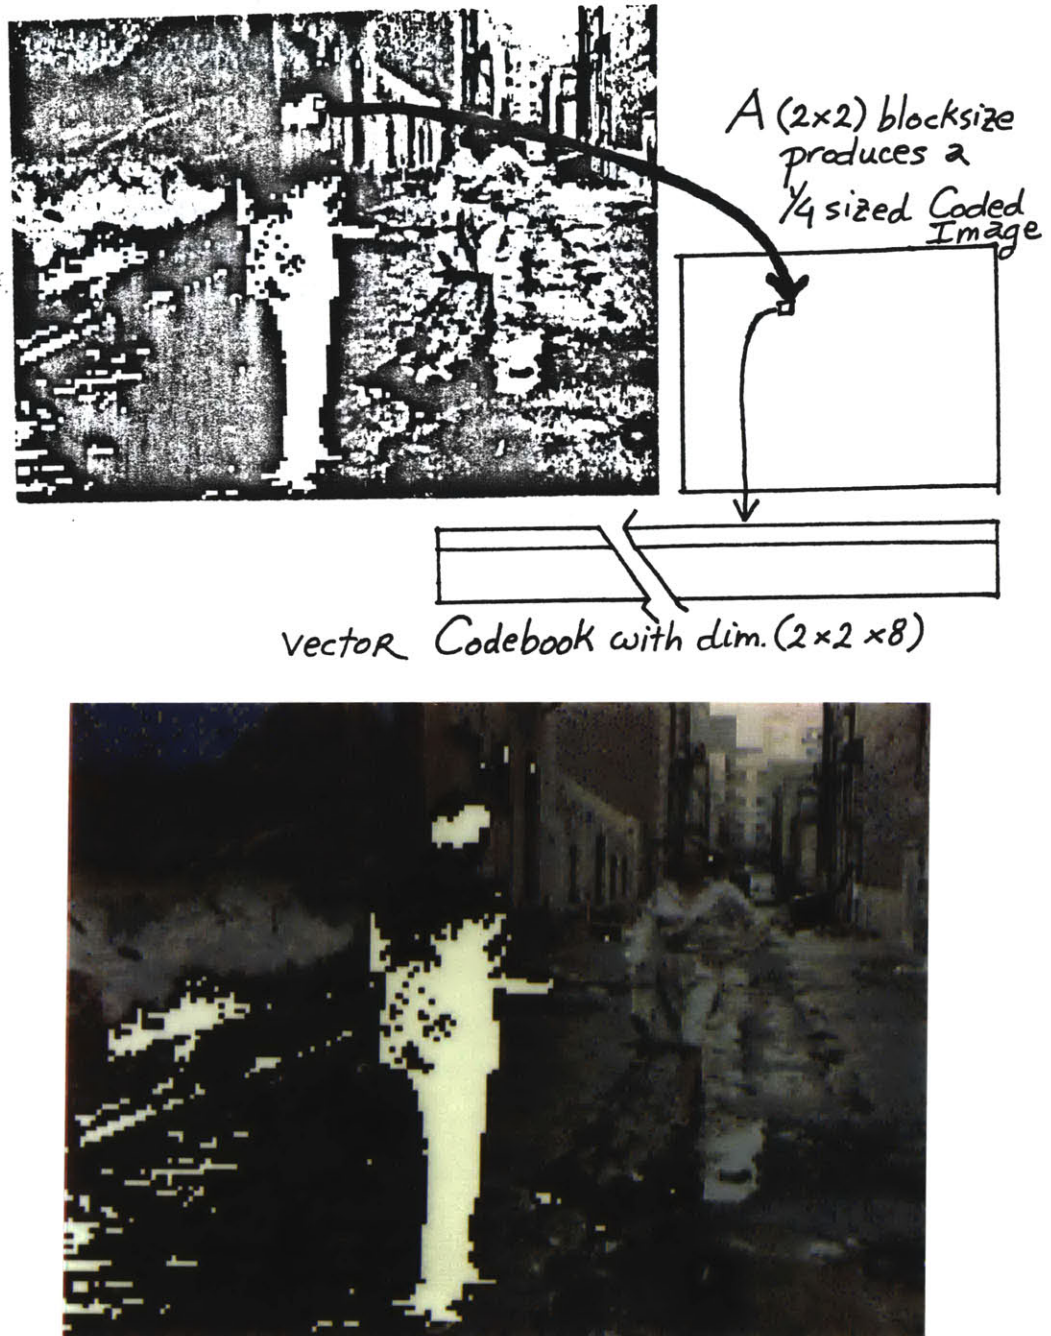 A (2×2) blocksize
produces a
1/4 sized Coded
Image
vector Codebook with dim. (2×2×8)